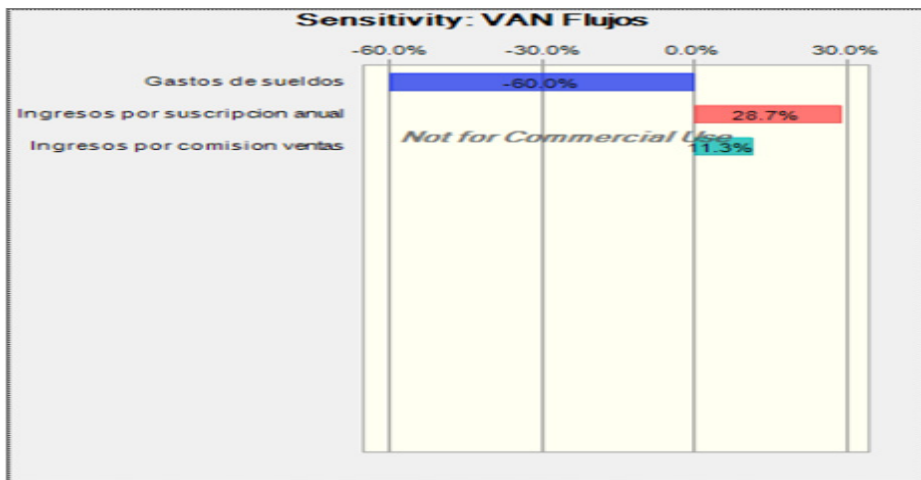 Sensitivity: VAN Flujos
-60.0% -30.0% 0.0% 30.0%
Gastos de sueldos -60.0%
Ingresos por suscripcion anual 28.7%
Not for Commercial Use
Ingresos por comision ventas 11.3%